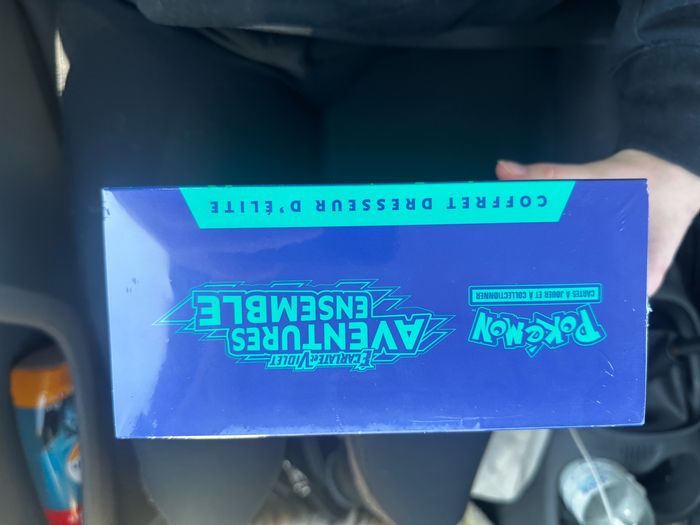 POKÉMON
CARTES À JOUER ET À COLLECTIONNER
ÉCARLATE ET VIOLET
AVENTURES
ENSEMBLE
COFFRET DRESSEUR D'ÉLITE